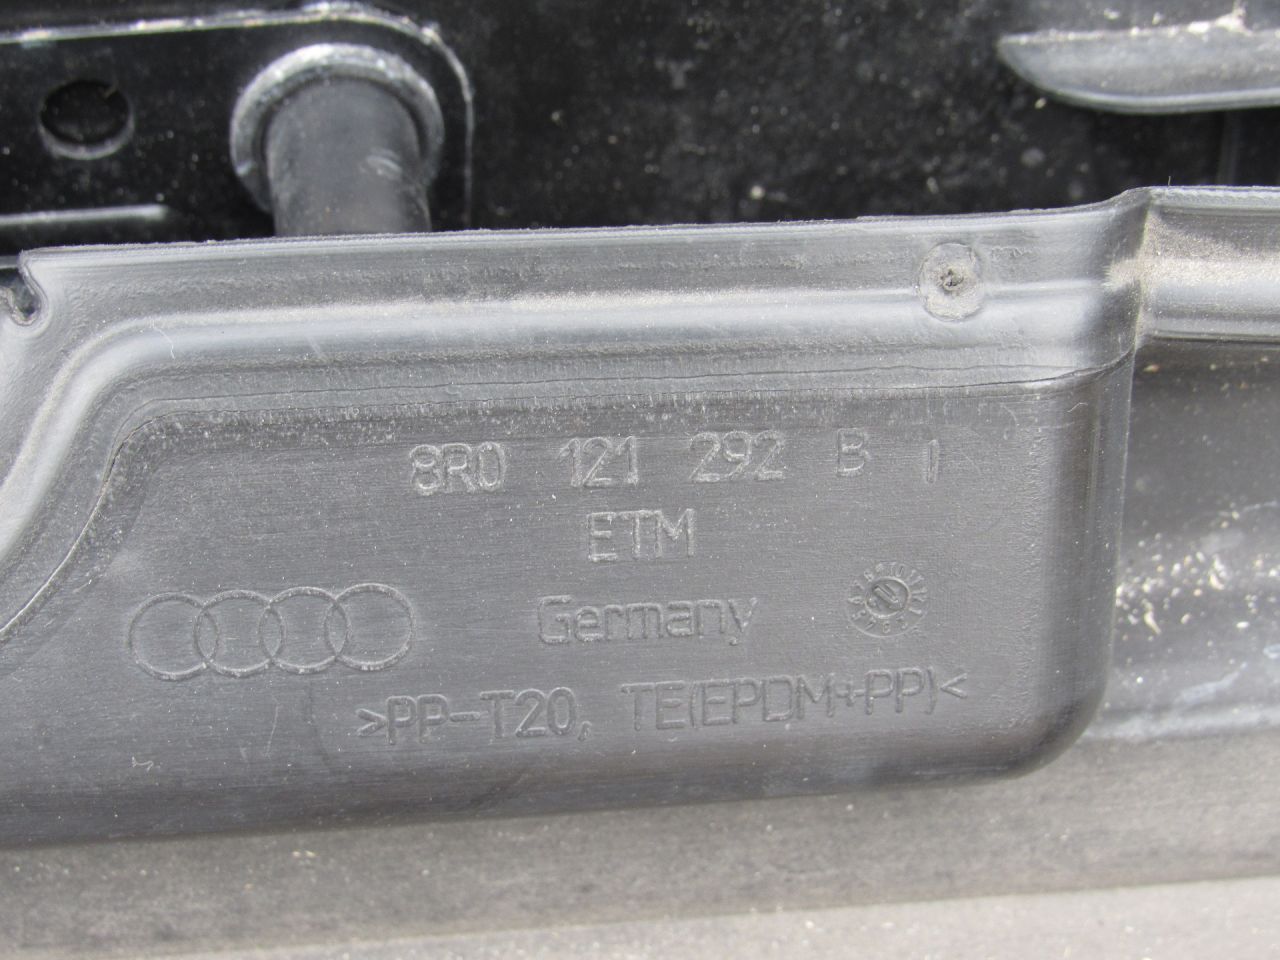 8R0 121 292 B I
ETM
Germany
>PP-T20, TE(EPDM+PP)<